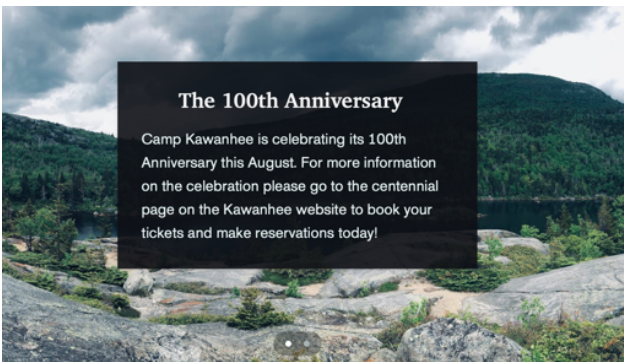 The 100th Anniversary
Camp Kawanhee is celebrating its 100th
Anniversary this August. For more information
on the celebration please go to the centennial
page on the Kawanhee website to book your
tickets and make reservations today!